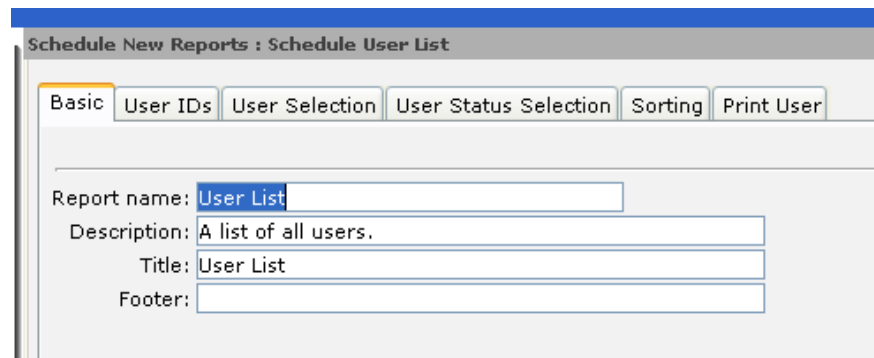 Schedule New Reports : Schedule User List
Basic User IDs User Selection User Status Selection Sorting Print User
Report name: User List
Description: A list of all users.
Title: User List
Footer: